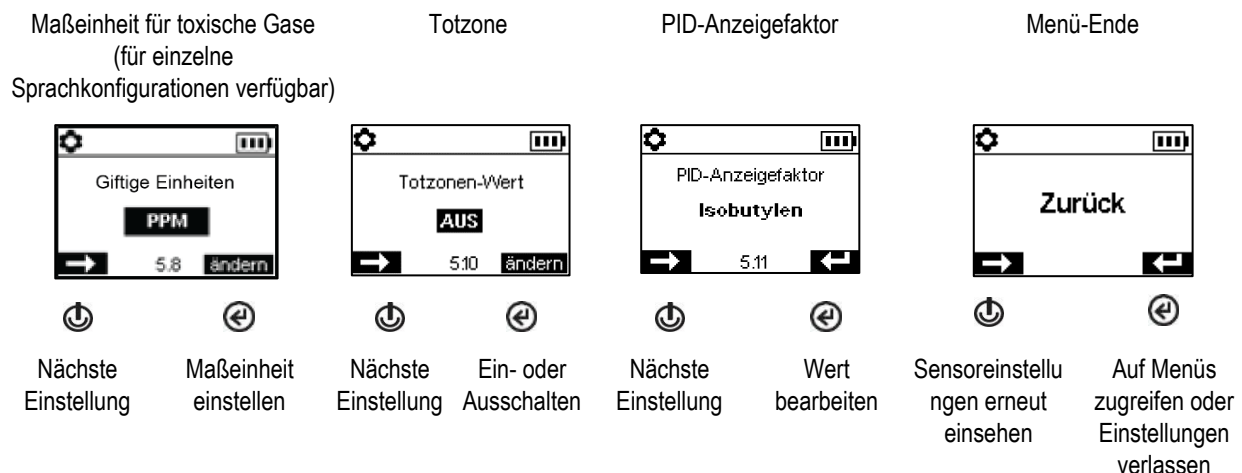 Maßeinheit für toxische Gase
(für einzelne
Sprachkonfigurationen verfügbar)
Totzone
PID-Anzeigefaktor
Menü-Ende
Giftige Einheiten
PPM
5.8 ändern
Totzonen-Wert
AUS
5.10 ändern
PID-Anzeigefaktor
Isobutylen
5.11
Zurück
Nächste
Einstellung
Maßeinheit
einstellen
Nächste
Einstellung
Ein- oder
Ausschalten
Nächste
Einstellung
Wert
bearbeiten
Sensoreinstellu
ngen erneut
einsehen
Auf Menüs
zugreifen oder
Einstellungen
verlassen